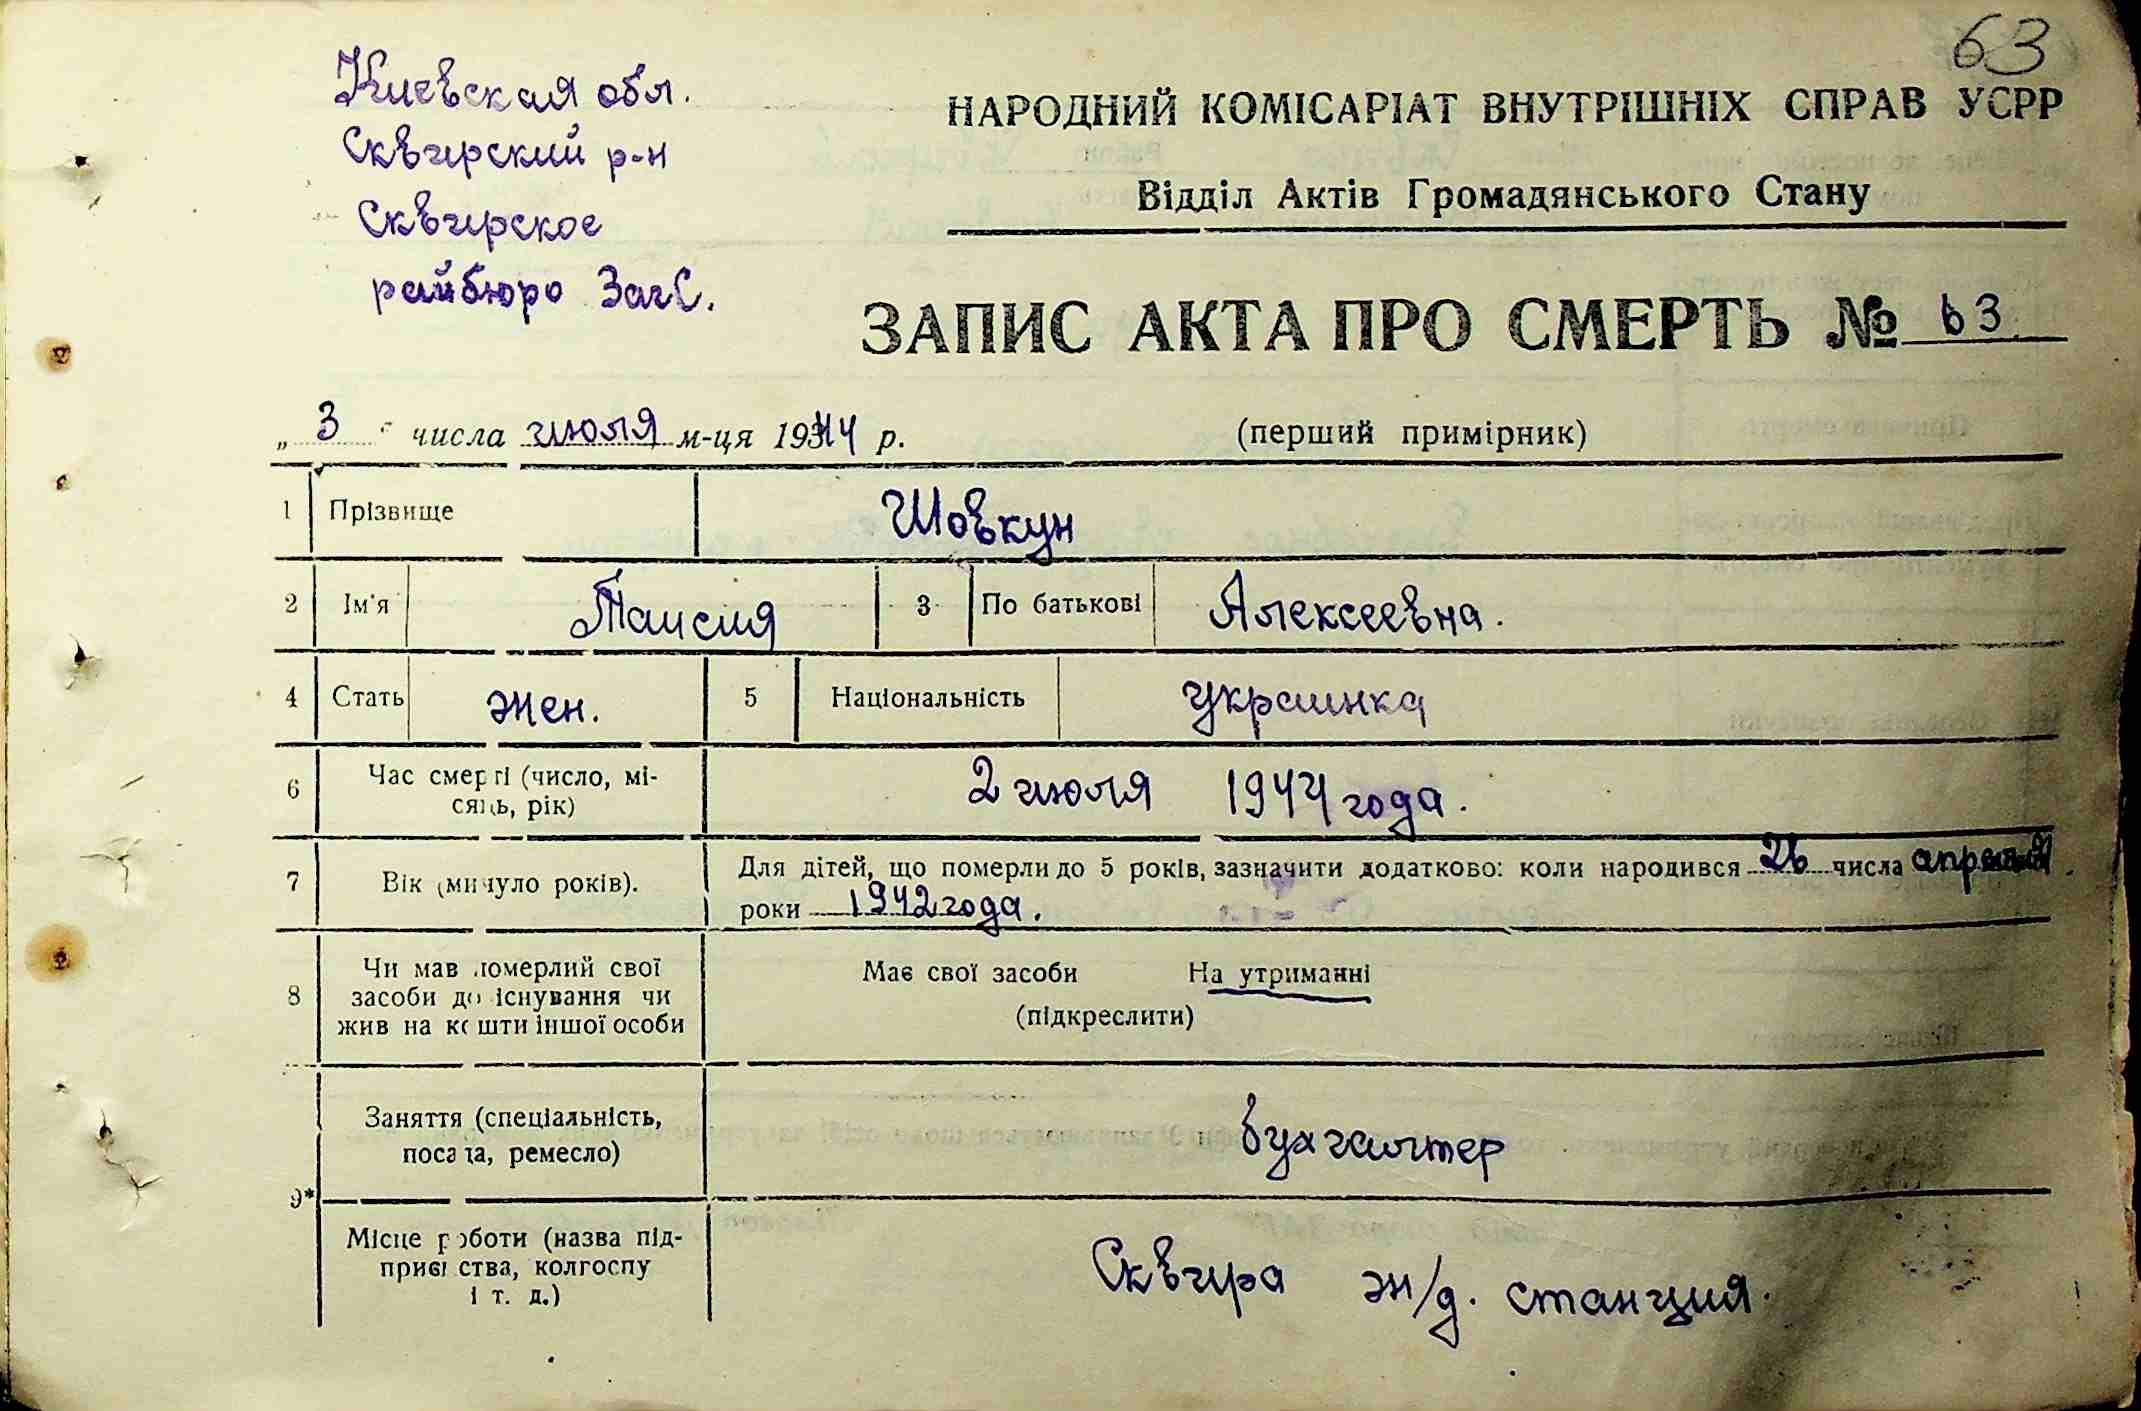 63
Киевская обл.
Сквирский р-н
Сквирское
райбюро ЗагС.
НАРОДНИЙ КОМІСАРІАТ ВНУТРІШНІХ СПРАВ УСРР
Відділ Актів Громадянського Стану
ЗАПИС АКТА ПРО СМЕРТЬ № 63
„ 3 “ числа июля м-ця 1944 р. (перший примірник)
1 Прізвище Шовкун
2 Ім'я Таисия 3 По батькові Алексеевна.
4 Стать жен. 5 Національність украинка
6 Час смерті (число, мі-
сяць, рік) 2 июля 1944 года.
7 Вік (минуло років). Для дітей, що померли до 5 років, зазначити додатково: коли народився 26 числа апреля
роки 1942 года.
8 Чи мав померлий свої
засоби до існування чи
жив на кошти іншої особи
Має свої засоби На утриманні
(підкреслити)
9*
Заняття (спеціальність,
посада, ремесло) бухгалтер
Місце роботи (назва під-
приємства, колгоспу
і т. д.) Сквира ж/д. станция.